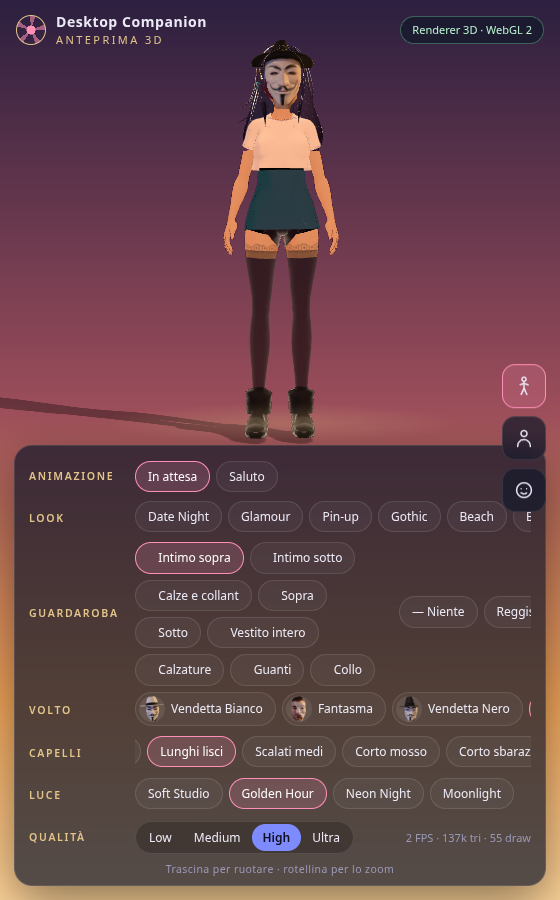 Desktop Companion
ANTEPRIMA 3D
Renderer 3D · WebGL 2
ANIMAZIONE
In attesa Saluto
LOOK
Date Night Glamour Pin-up Gothic Beach
GUARDAROBA
Intimo sopra Intimo sotto
Calze e collant Sopra
Sotto Vestito intero
Calzature Guanti Collo
— Niente Reggis
VOLTO
Vendetta Bianco Fantasma Vendetta Nero
CAPELLI
Lunghi lisci Scalati medi Corto mosso Corto sbaraz
LUCE
Soft Studio Golden Hour Neon Night Moonlight
QUALITÀ
Low Medium High Ultra
2 FPS · 137k tri · 55 draw
Trascina per ruotare · rotellina per lo zoom